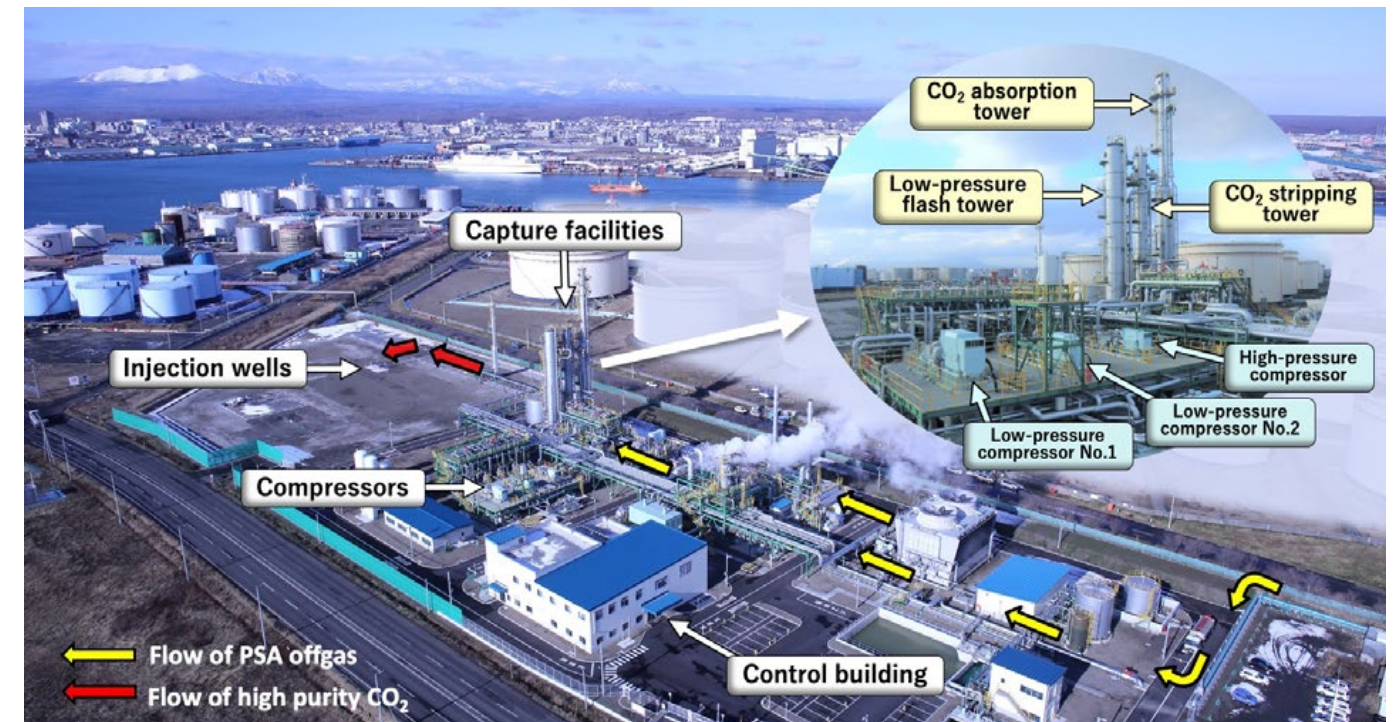 CO₂ absorption
tower
Low-pressure
flash tower
CO₂ stripping
tower
Capture facilities
Injection wells
High-pressure
compressor
Low-pressure
compressor No.2
Low-pressure
compressor No.1
Compressors
Control building
Flow of PSA offgas
Flow of high purity CO₂